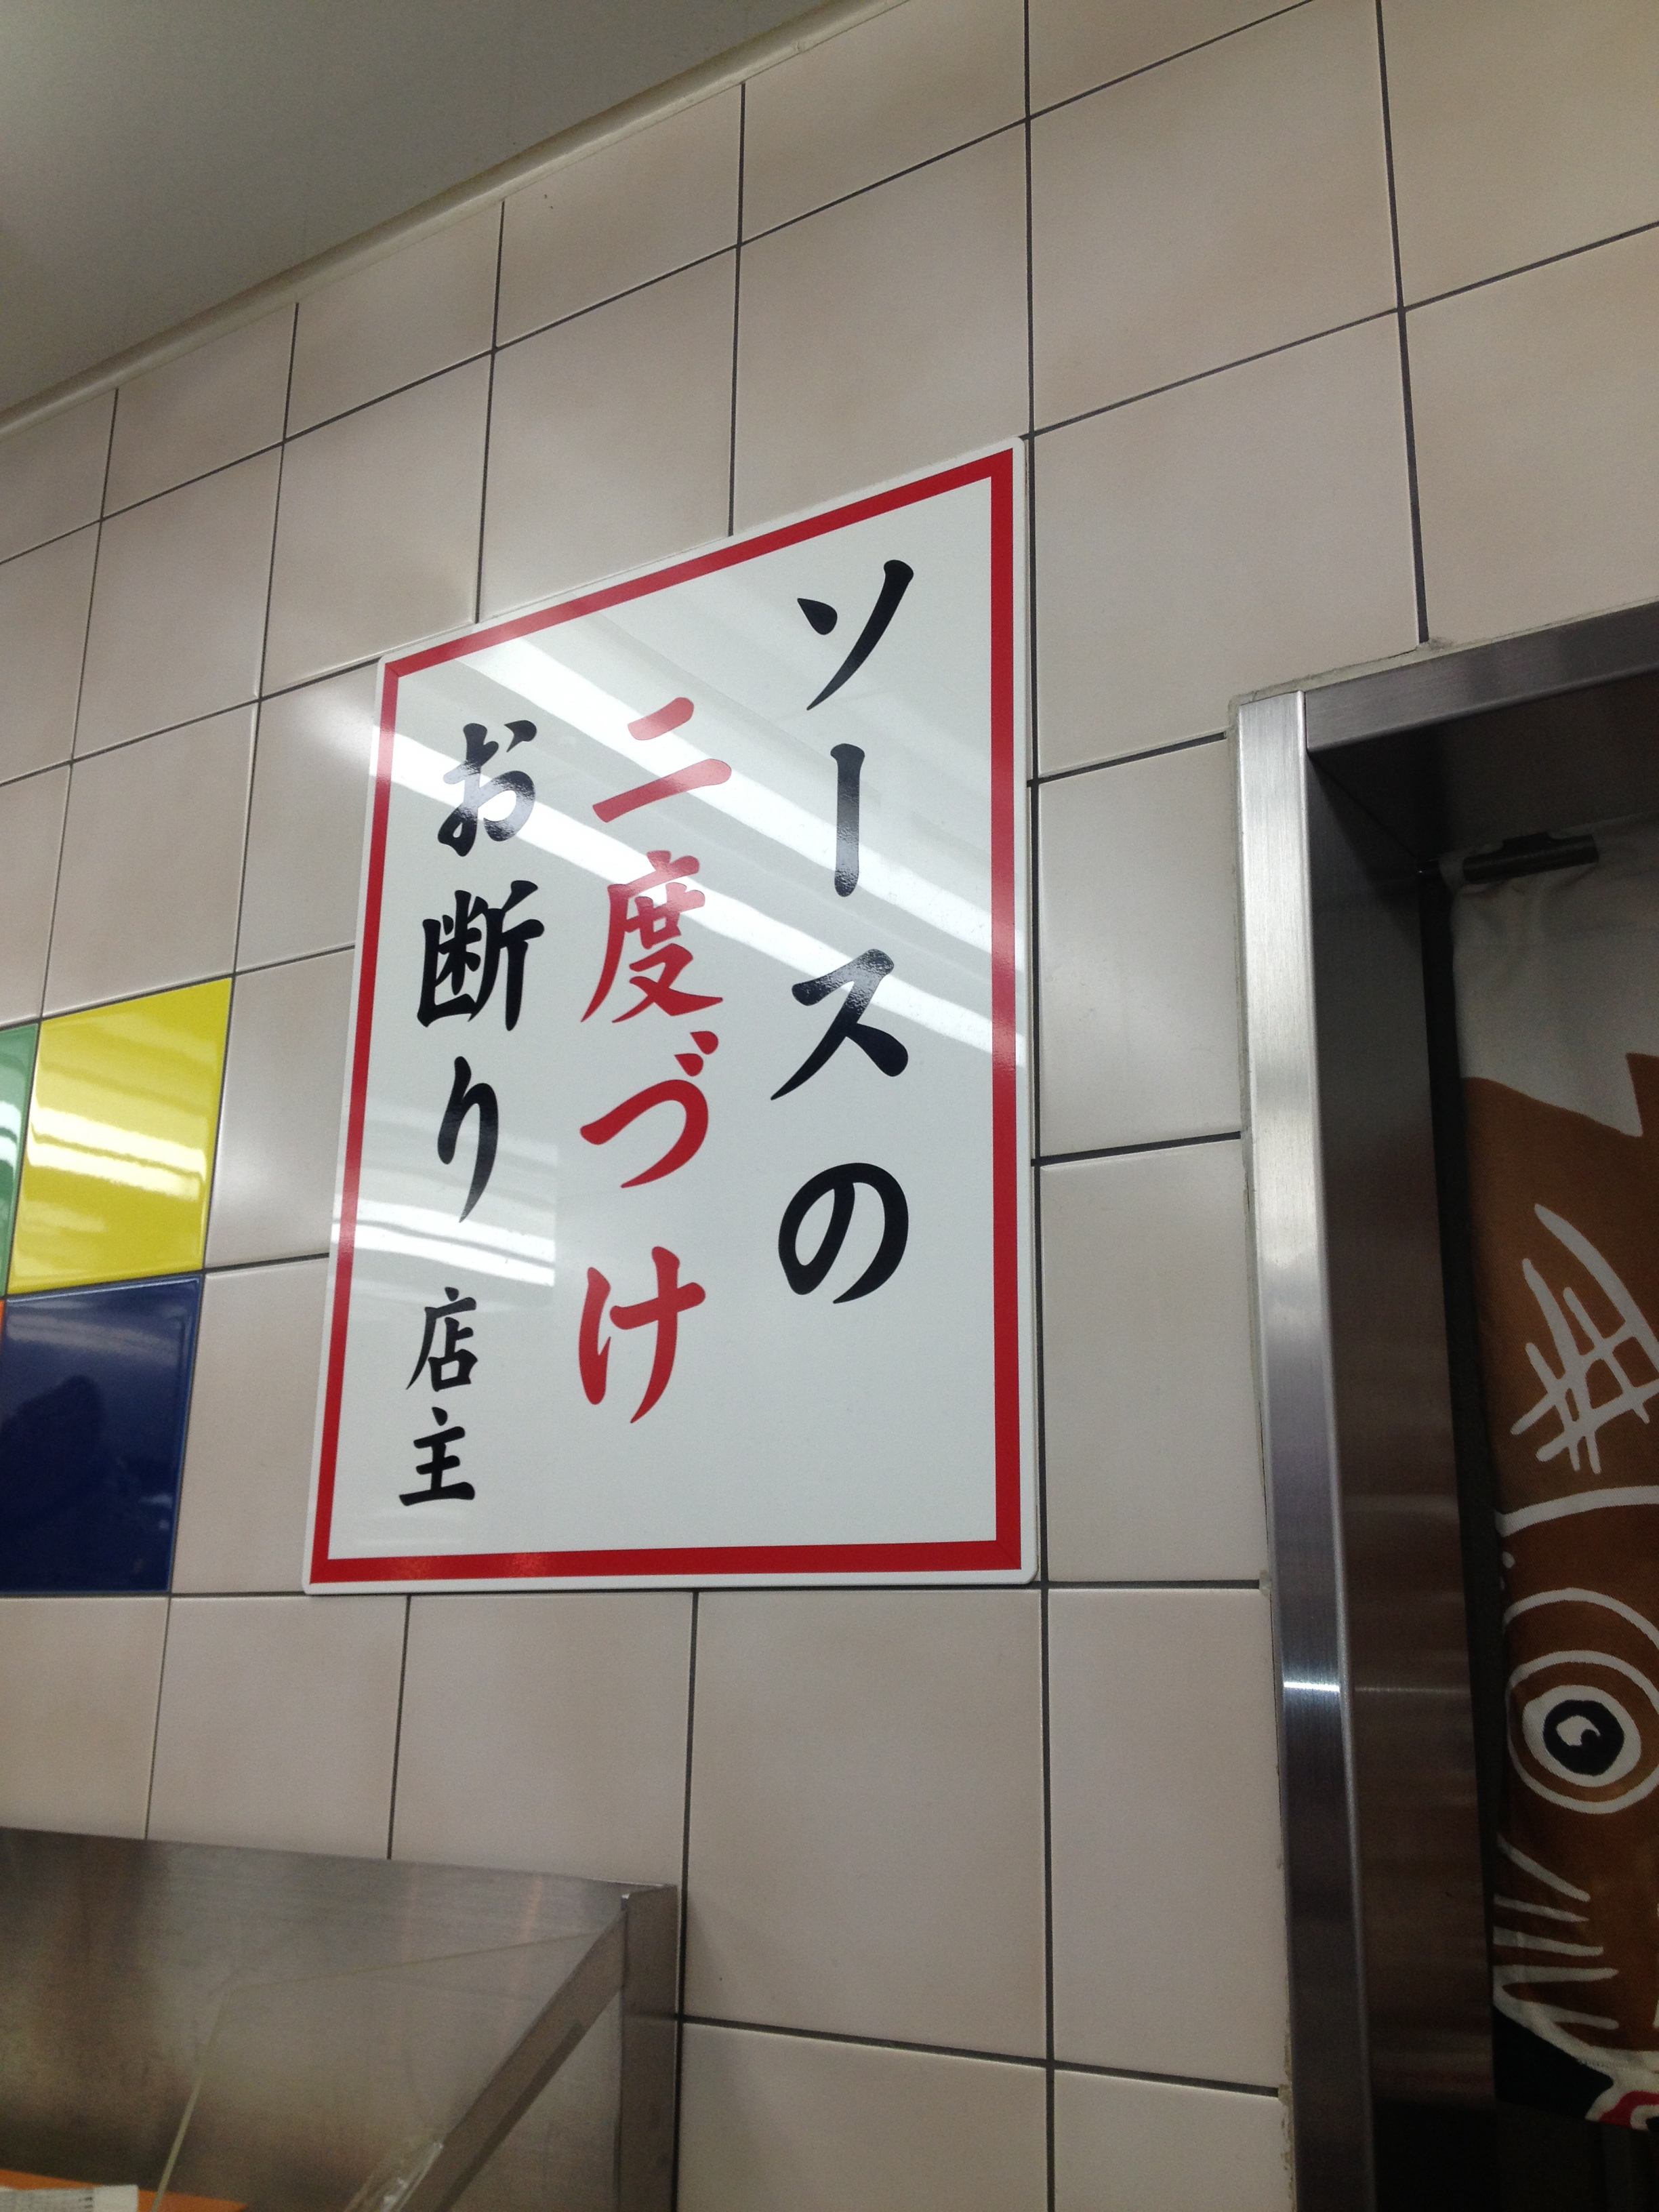 ソースの
二度づけ
お断り 店主